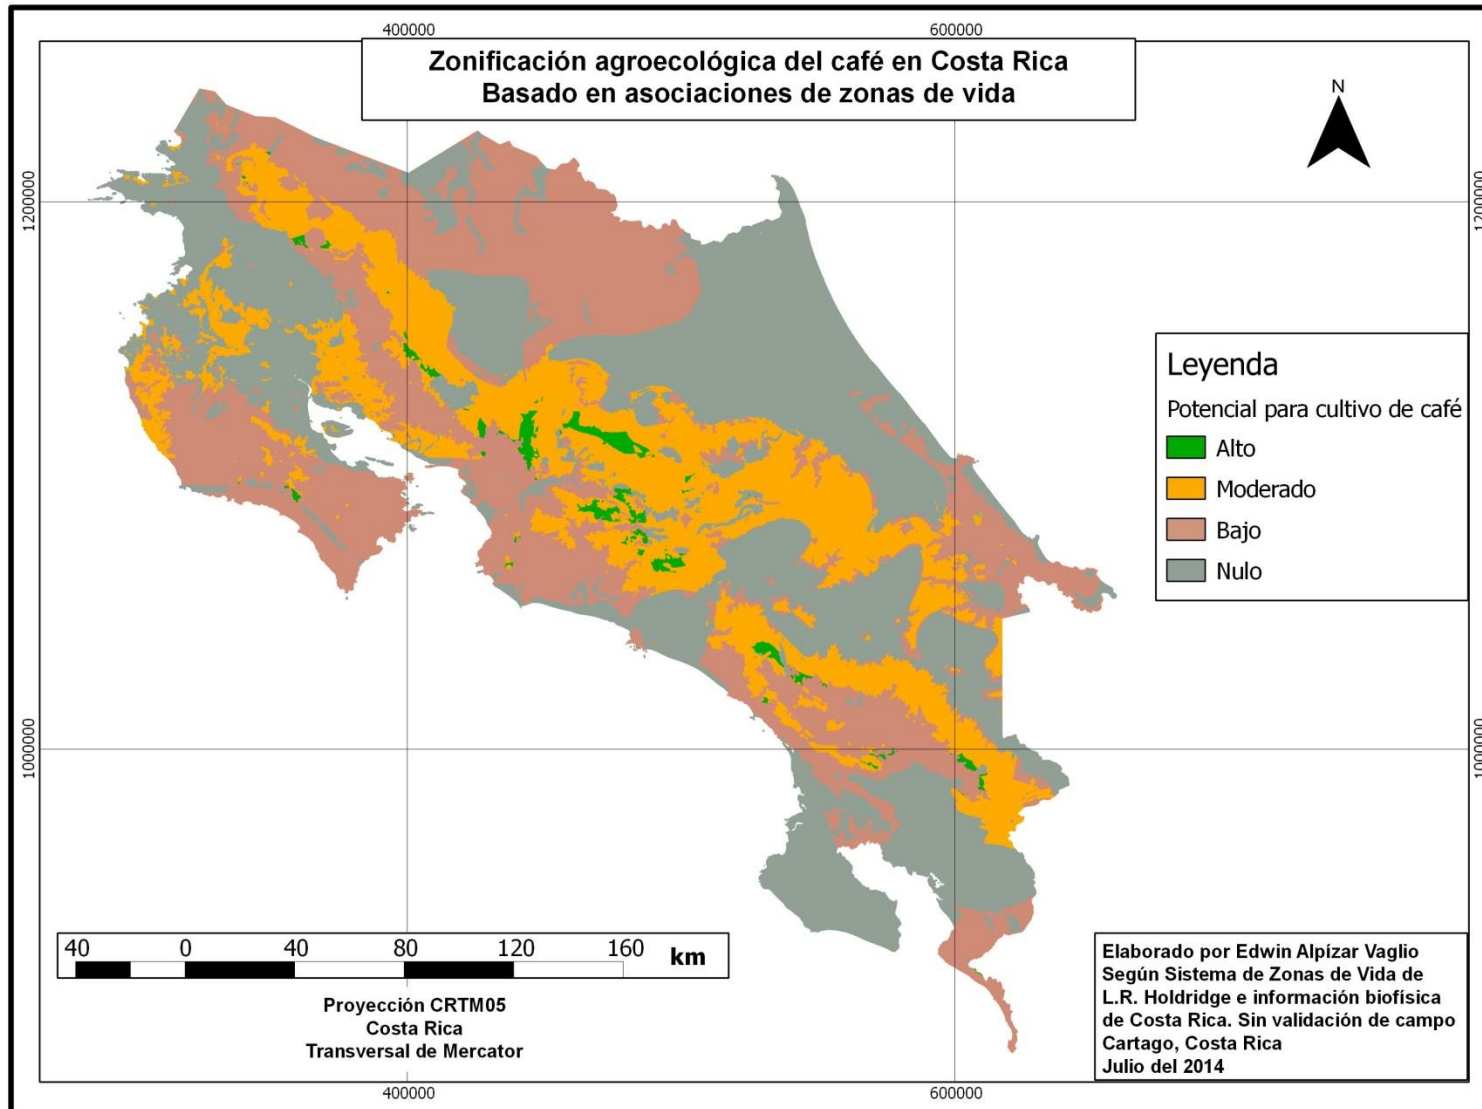 400000
600000
Zonificación agroecológica del café en Costa Rica
Basado en asociaciones de zonas de vida
N
1200000
1200000
Leyenda
Potencial para cultivo de café
Alto
Moderado
Bajo
Nulo
1000000
1000000
40 0 40 80 120 160 km
Proyección CRTM05
Costa Rica
Transversal de Mercator
Elaborado por Edwin Alpízar Vaglio
Según Sistema de Zonas de Vida de
L.R. Holdridge e información biofísica
de Costa Rica. Sin validación de campo
Cartago, Costa Rica
Julio del 2014
400000
600000